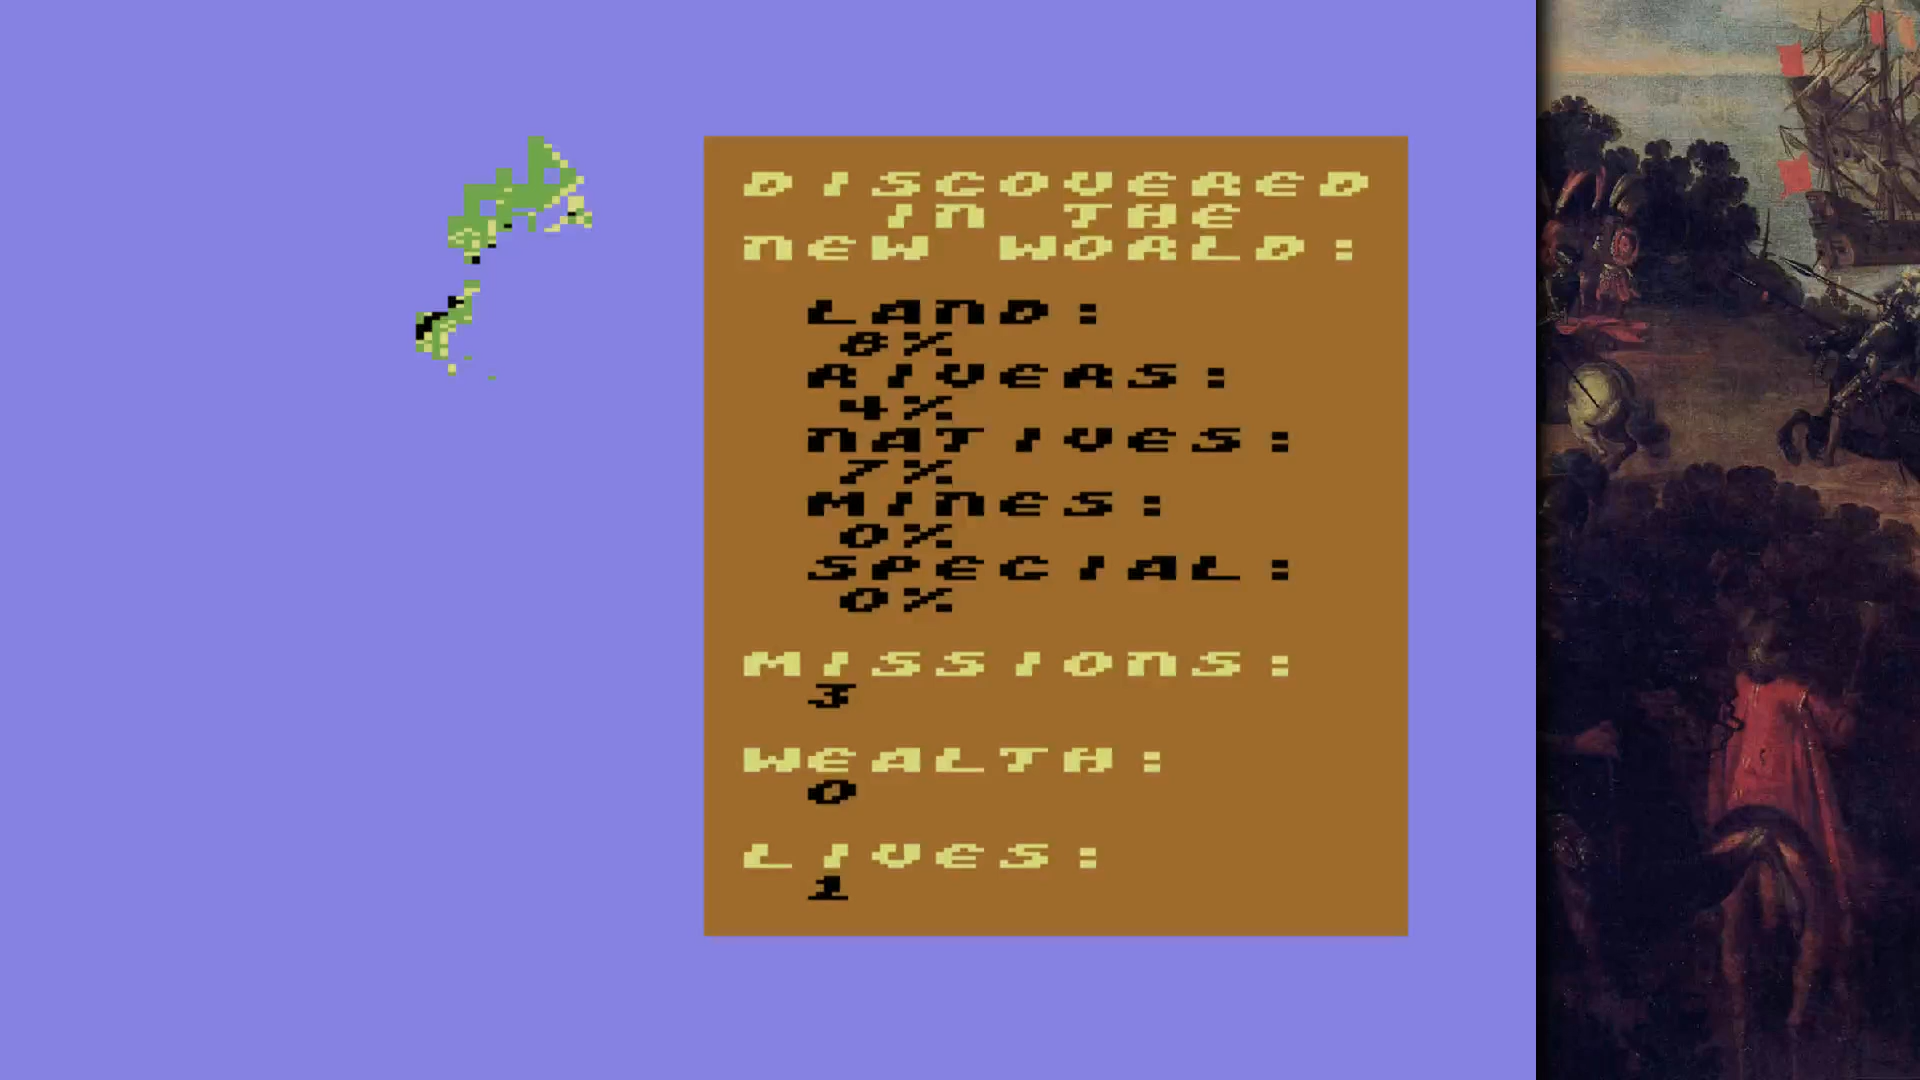 DISCOVERED
IN THE
NEW WORLD:
LAND:
8%
RIVERS:
4%
NATIVES:
7%
MINES:
0%
SPECIAL:
0%
MISSIONS:
3
WEALTH:
0
LIVES:
1